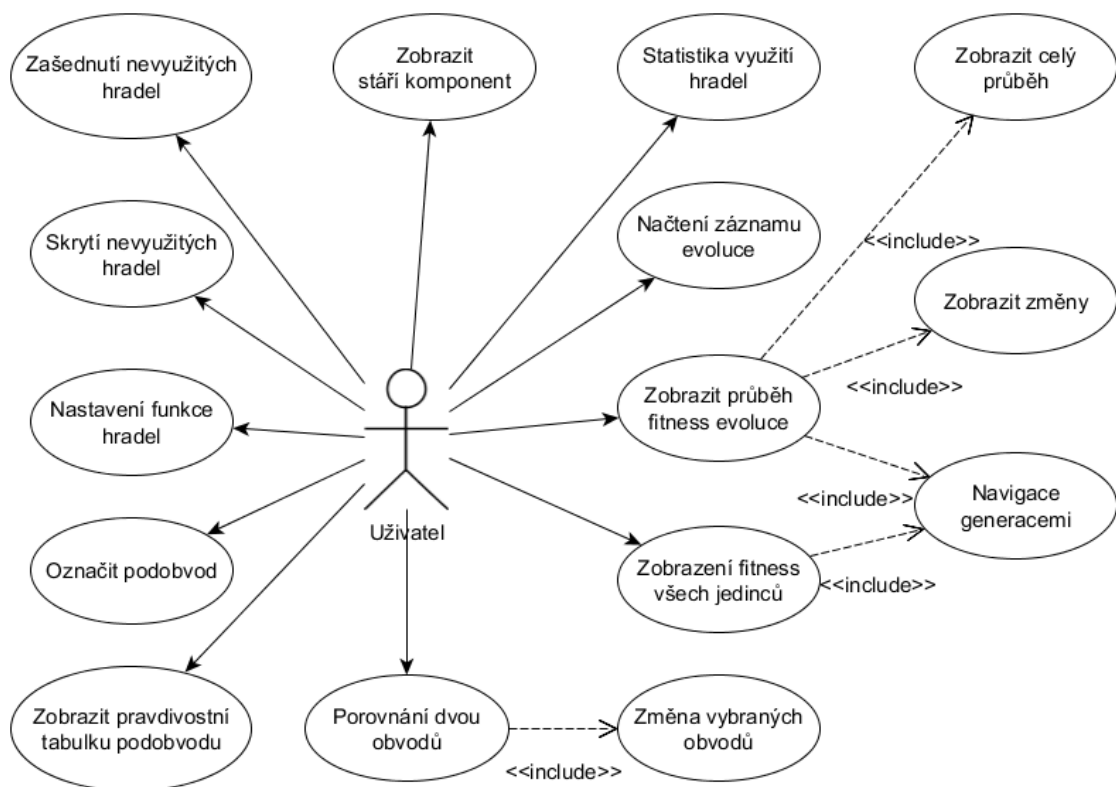 Zašednutí nevyužitých
hradel
Zobrazit
stáří komponent
Statistika využití
hradel
Zobrazit celý
průběh
Skrytí nevyužitých
hradel
Načtení záznamu
evoluce
<<include>>
Zobrazit změny
<<include>>
Nastavení funkce
hradel
Zobrazit průběh
fitness evoluce
<<include>>
Navigace
generacemi
Uživatel
Označit podobvod
Zobrazení fitness
všech jedinců
<<include>>
Zobrazit pravdivostní
tabulku podobvodu
Porovnání dvou
obvodů
<<include>>
Změna vybraných
obvodů